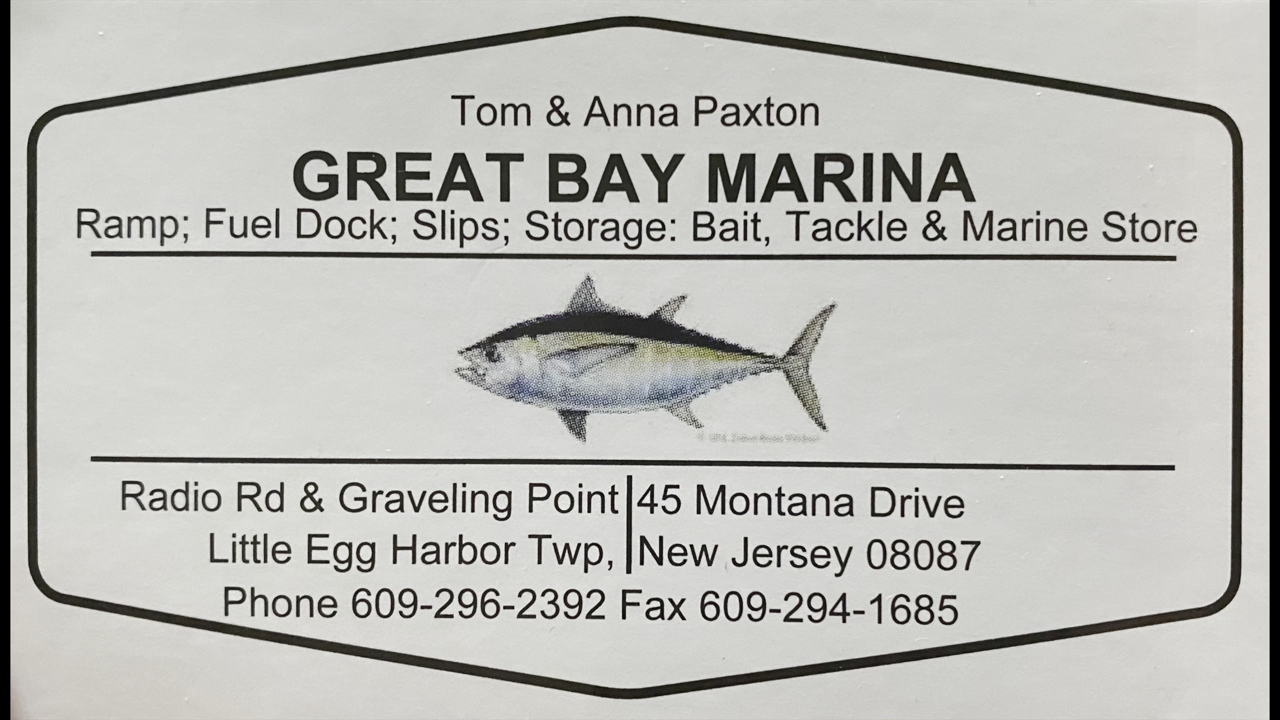 Tom & Anna Paxton
GREAT BAY MARINA
Ramp; Fuel Dock; Slips; Storage: Bait, Tackle & Marine Store
Radio Rd & Graveling Point 45 Montana Drive
Little Egg Harbor Twp, New Jersey 08087
Phone 609-296-2392 Fax 609-294-1685